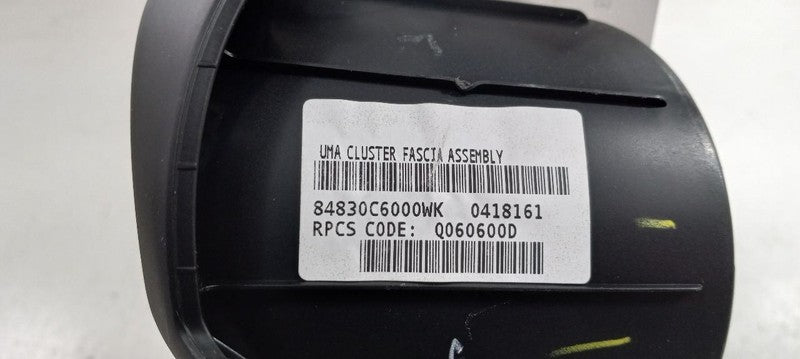 UMA CLUSTER FASCIA ASSEMBLY
84830C6000WK 0418161
RPCS CODE: Q060600D